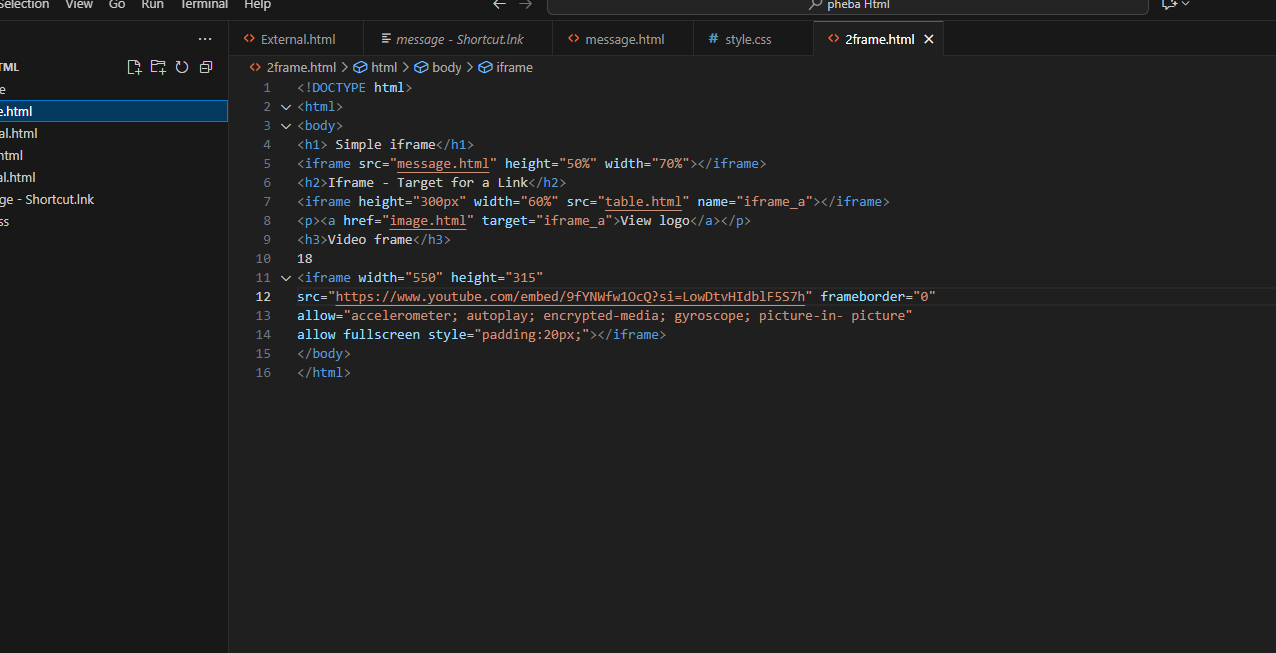 Selection View Go Run Terminal Help
pheba Html
External.html message - Shortcut.lnk message.html style.css 2frame.html
TML
2frame.html > html > body > iframe
e
e.html
al.html
html
al.html
ge - Shortcut.lnk
ss
1 <!DOCTYPE html>
2 <html>
3 <body>
4 <h1> Simple iframe</h1>
5 <iframe src="message.html" height="50%" width="70%"></iframe>
6 <h2>Iframe - Target for a Link</h2>
7 <iframe height="300px" width="60%" src="table.html" name="iframe_a"></iframe>
8 <p><a href="image.html" target="iframe_a">View logo</a></p>
9 <h3>Video frame</h3>
10 18
11 <iframe width="550" height="315"
12 src="https://www.youtube.com/embed/9fYNWfw1OcQ?si=LowDtvHIdblF5S7h" frameborder="0"
13 allow="accelerometer; autoplay; encrypted-media; gyroscope; picture-in- picture"
14 allow fullscreen style="padding:20px;"></iframe>
15 </body>
16 </html>